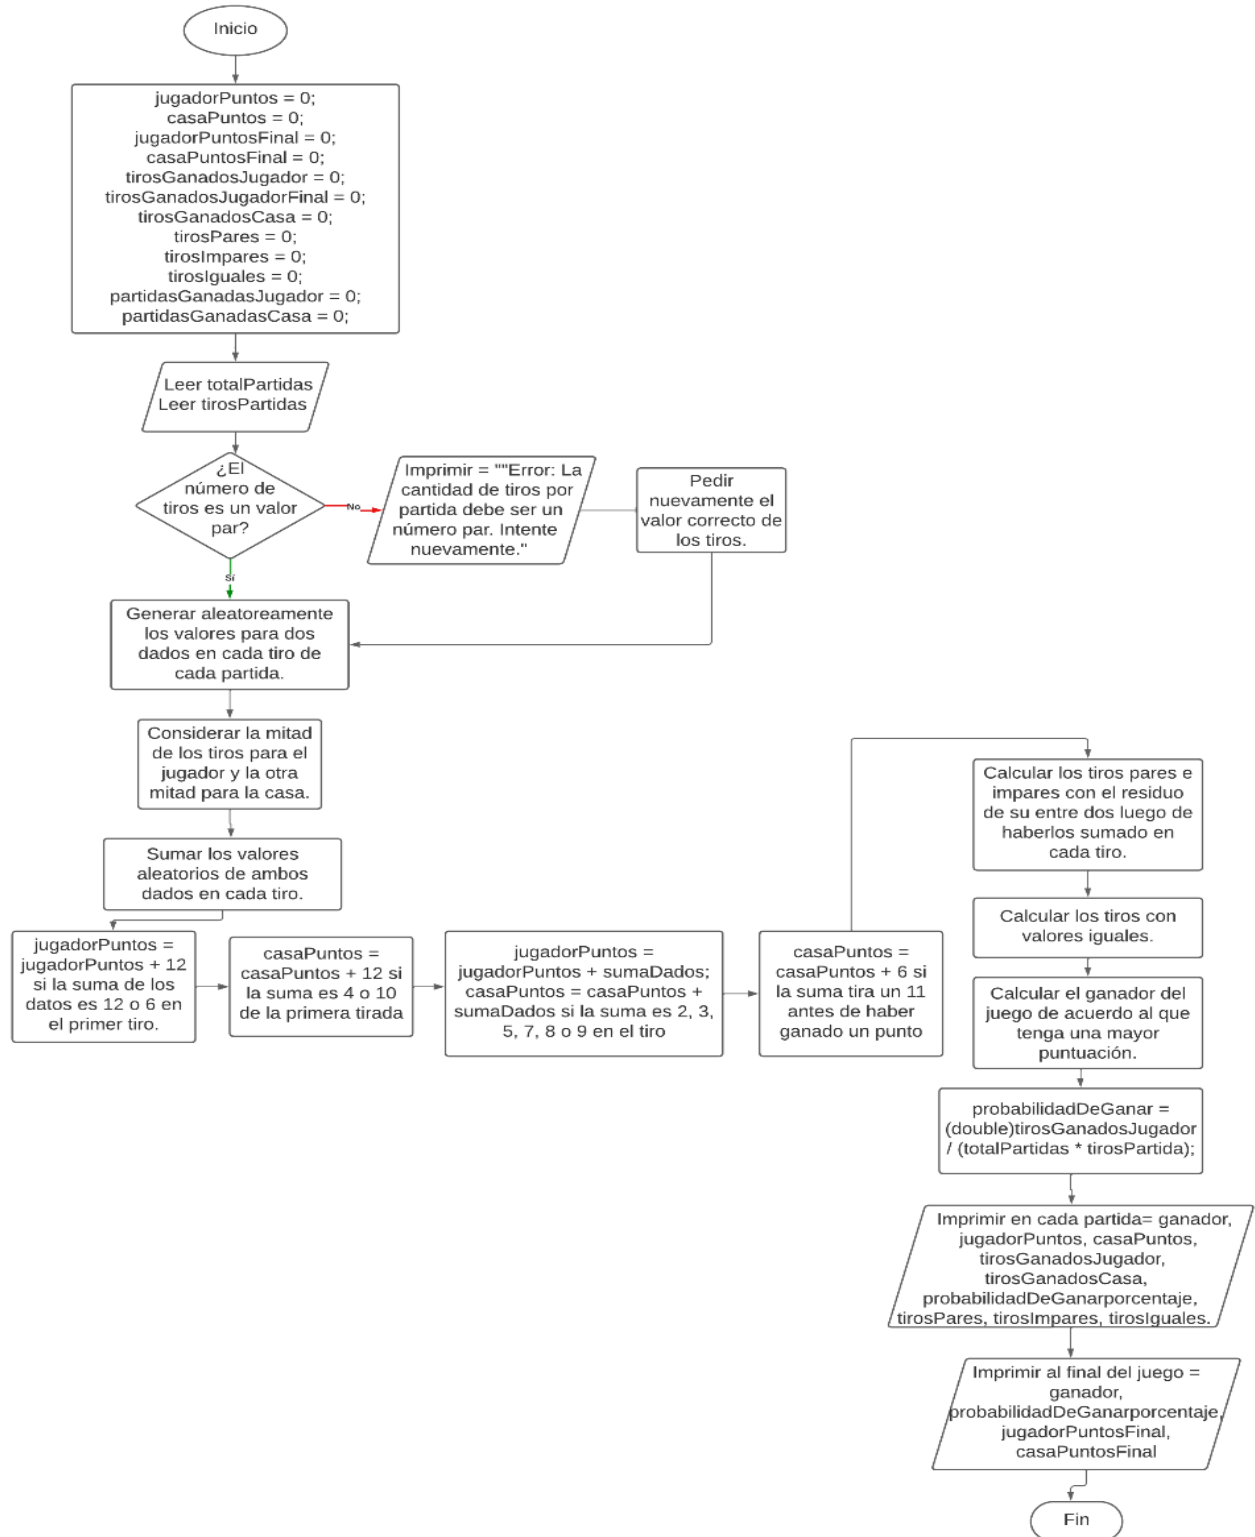 Inicio
jugadorPuntos = 0;
casaPuntos = 0;
jugadorPuntosFinal = 0;
casaPuntosFinal = 0;
tirosGanadosJugador = 0;
tirosGanadosJugadorFinal = 0;
tirosGanadosCasa = 0;
tirosPares = 0;
tirosImpares = 0;
tirosIguales = 0;
partidasGanadasJugador = 0;
partidasGanadasCasa = 0;
Leer totalPartidas
Leer tirosPartidas
¿El
número de
tiros es un valor
par?
No
Imprimir = ""Error: La
cantidad de tiros por
partida debe ser un
número par. Intente
nuevamente."
Pedir
nuevamente el
valor correcto de
los tiros.
Sí
Generar aleatoreamente
los valores para dos
dados en cada tiro de
cada partida.
Considerar la mitad
de los tiros para el
jugador y la otra
mitad para la casa.
Sumar los valores
aleatorios de ambos
dados en cada tiro.
jugadorPuntos =
jugadorPuntos + 12
si la suma de los
datos es 12 o 6 en
el primer tiro.
casaPuntos =
casaPuntos + 12 si
la suma es 4 o 10
de la primera tirada
jugadorPuntos =
jugadorPuntos + sumaDados;
casaPuntos = casaPuntos +
sumaDados si la suma es 2, 3,
5, 7, 8 o 9 en el tiro
casaPuntos =
casaPuntos + 6 si
la suma tira un 11
antes de haber
ganado un punto
Calcular los tiros pares e
impares con el residuo
de su entre dos luego de
haberlos sumado en
cada tiro.
Calcular los tiros con
valores iguales.
Calcular el ganador del
juego de acuerdo al que
tenga una mayor
puntuación.
probabilidadDeGanar =
(double)tirosGanadosJugador
/ (totalPartidas * tirosPartida);
Imprimir en cada partida= ganador,
jugadorPuntos, casaPuntos,
tirosGanadosJugador,
tirosGanadosCasa,
probabilidadDeGanarporcentaje,
tirosPares, tirosImpares, tirosIguales.
Imprimir al final del juego =
ganador,
probabilidadDeGanarporcentaje,
jugadorPuntosFinal,
casaPuntosFinal
Fin